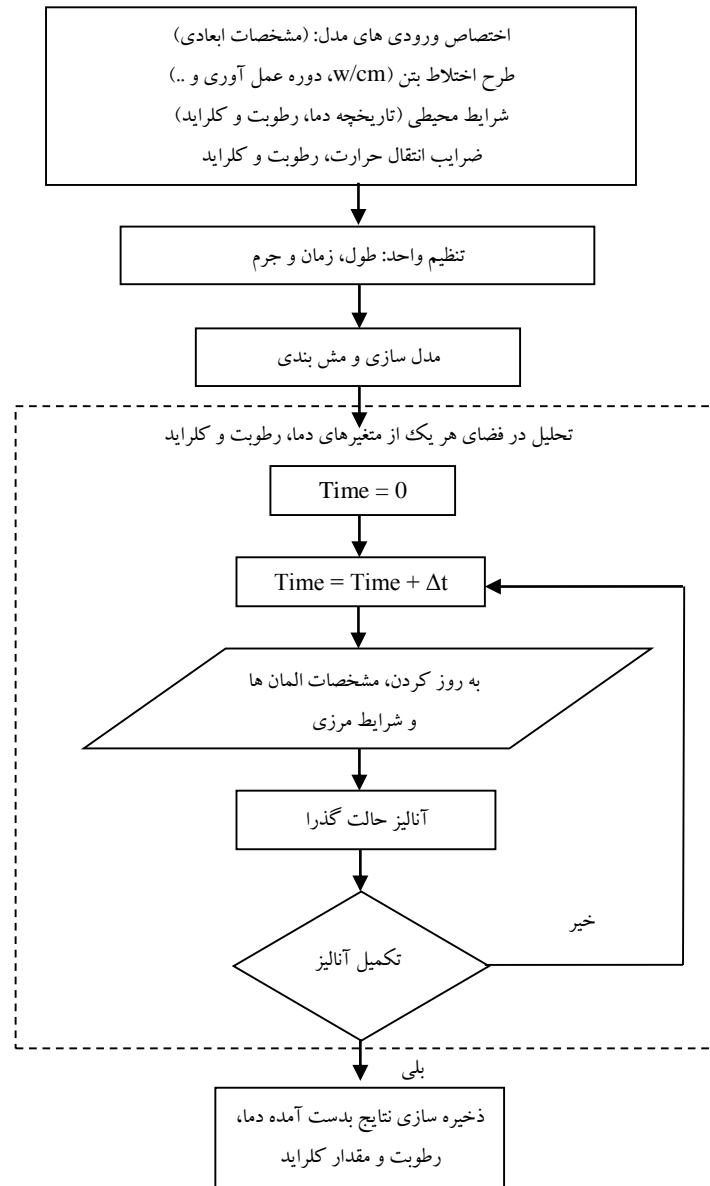 اختصاص ورودی های مدل: (مشخصات ابعادی)
طرح اختلاط بتن (w/cm، دوره عمل آوری و ..)
شرایط محیطی (تاریخچه دما، رطوبت و کلراید)
ضرایب انتقال حرارت، رطوبت و کلراید
تنظیم واحد: طول، زمان و جرم
مدل سازی و مش بندی
تحلیل در فضای هر یک از متغیرهای دما، رطوبت و کلراید
Time = 0
Time = Time + Δt
به روز کردن، مشخصات المان ها
و شرایط مرزی
آنالیز حالت گذرا
خیر
تکمیل آنالیز
بلی
ذخیره سازی نتایج بدست آمده دما،
رطوبت و مقدار کلراید